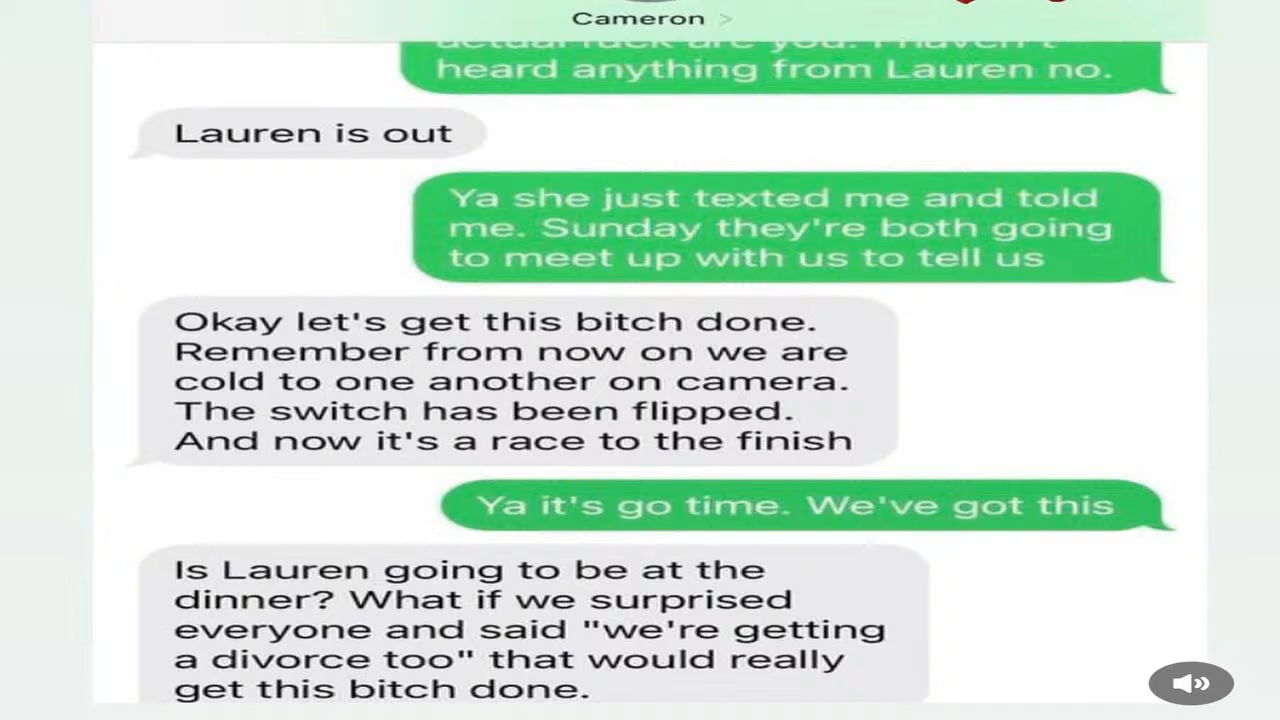 Cameron >
actual fuck are you. I haven't
heard anything from Lauren no.
Lauren is out
Ya she just texted me and told
me. Sunday they're both going
to meet up with us to tell us
Okay let's get this bitch done.
Remember from now on we are
cold to one another on camera.
The switch has been flipped.
And now it's a race to the finish
Ya it's go time. We've got this
Is Lauren going to be at the
dinner? What if we surprised
everyone and said "we're getting
a divorce too" that would really
get this bitch done.